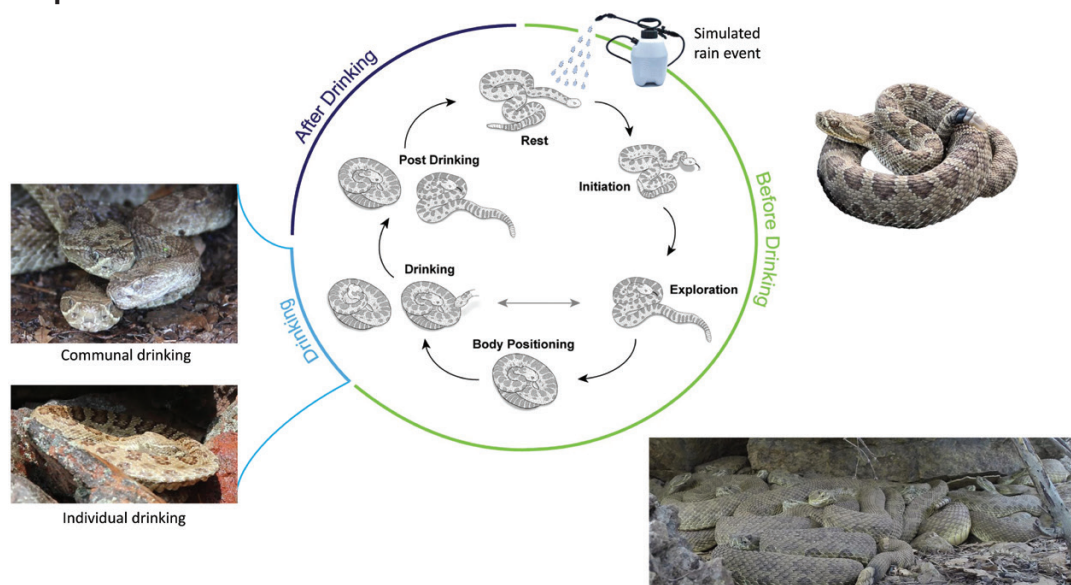 Simulated
rain event
After Drinking
Rest
Post Drinking
Initiation
Before Drinking
Drinking
Exploration
Drinking
Body Positioning
Communal drinking
Individual drinking